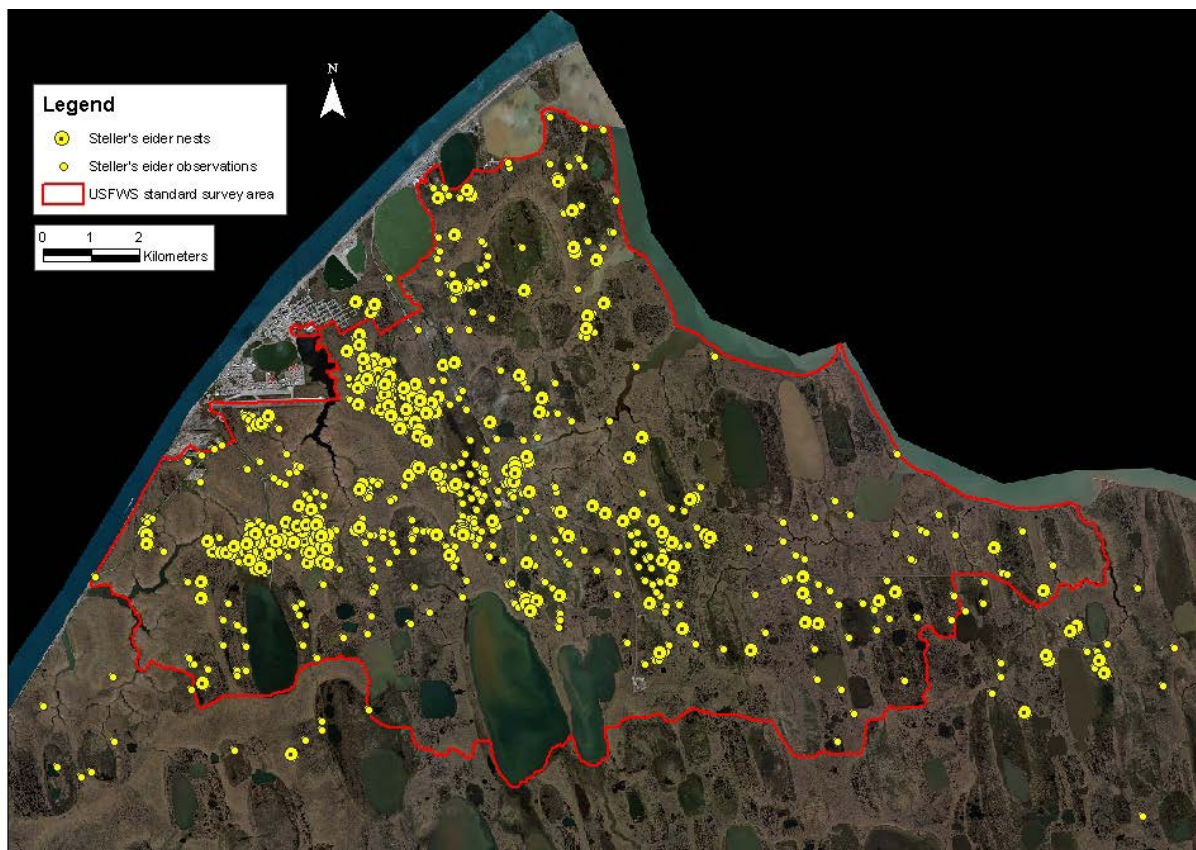 N
Legend
Steller's eider nests
Steller's eider observations
USFWS standard survey area
0 1 2
Kilometers